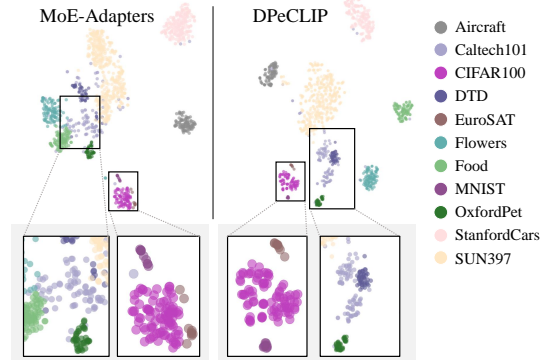 MoE-Adapters
DPeCLIP
Aircraft
Caltech101
CIFAR100
DTD
EuroSAT
Flowers
Food
MNIST
OxfordPet
StanfordCars
SUN397